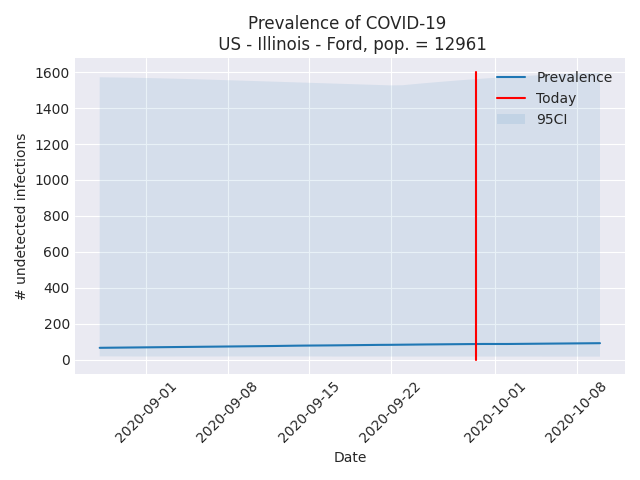 Prevalence of COVID-19
US - Illinois - Ford, pop. = 12961
1600
1400
1200
1000
800
600
400
200
0
# undetected infections
Prevalence
Today
95CI
2020-09-01
2020-09-08
2020-09-15
2020-09-22
2020-10-01
2020-10-08
Date